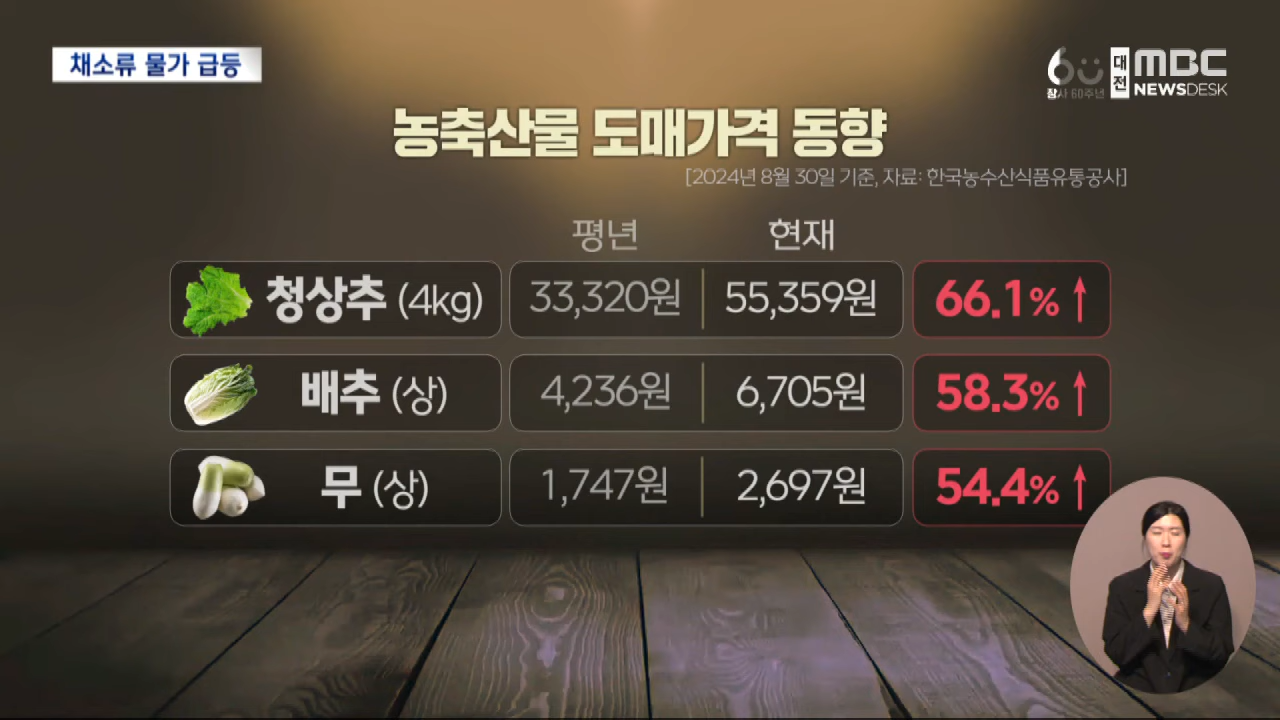 채소류 물가 급등
창사 60주년
대전 MBC
NEWSDESK
농축산물 도매가격 동향
[2024년 8월 30일 기준, 자료: 한국농수산식품유통공사]
평년 현재
청상추 (4kg) 33,320원 55,359원 66.1% ↑
배추 (상) 4,236원 6,705원 58.3% ↑
무 (상) 1,747원 2,697원 54.4% ↑